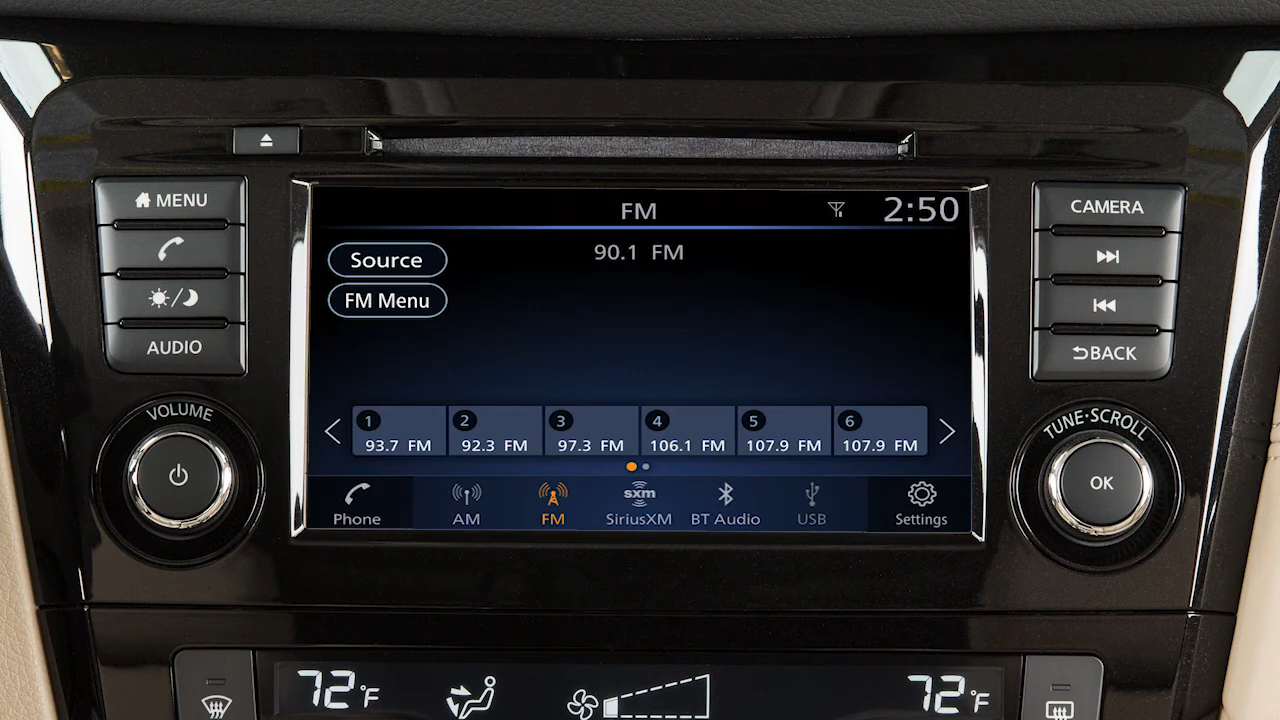 MENU
AUDIO
VOLUME
FM
2:50
90.1 FM
Source
FM Menu
1 2 3 4 5 6
93.7 FM 92.3 FM 97.3 FM 106.1 FM 107.9 FM 107.9 FM
sxm
Phone AM FM SiriusXM BT Audio USB Settings
CAMERA
BACK
TUNE·SCROLL
OK
72°F 72°F